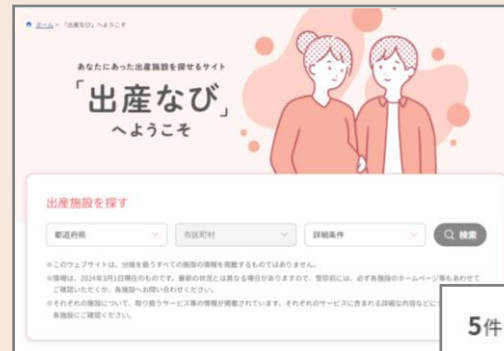 ホーム > 「出産なび」へようこそ
あなたにあった出産施設を探せるサイト
「出産なび」
へようこそ
出産施設を探す
都道府県
市区町村
詳細条件
検索
※このウェブサイトは、分娩を扱うすべての施設の情報を掲載するものではありません。
※情報は、2024年3月1日現在のものです。最新の状況とは異なる場合がありますので、受診前には、必ず各施設のホームページ等もあわせて
ご確認いただくか、各施設へお問い合わせください。
※それぞれの施設について、取り扱うサービス等の情報が掲載されています。それぞれのサービスに含まれる詳細な内容などに
各施設にご確認ください。
5件